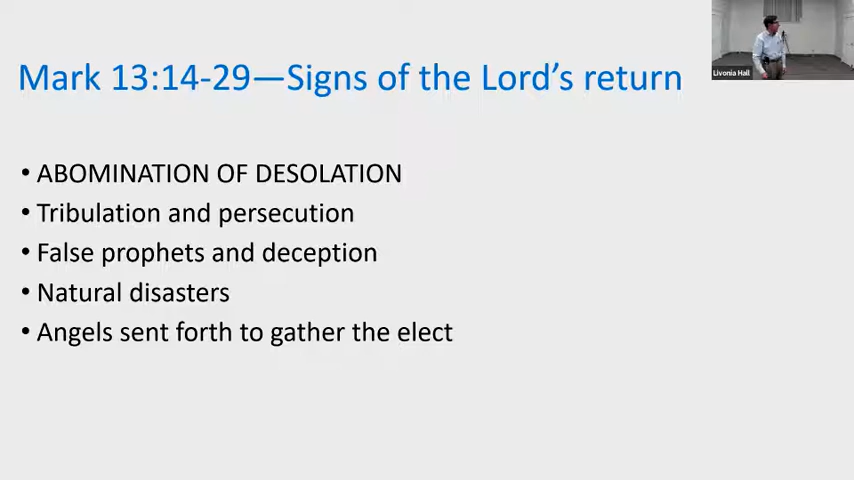 Mark 13:14-29—Signs of the Lord’s return
Livonia Hall
• ABOMINATION OF DESOLATION
• Tribulation and persecution
• False prophets and deception
• Natural disasters
• Angels sent forth to gather the elect